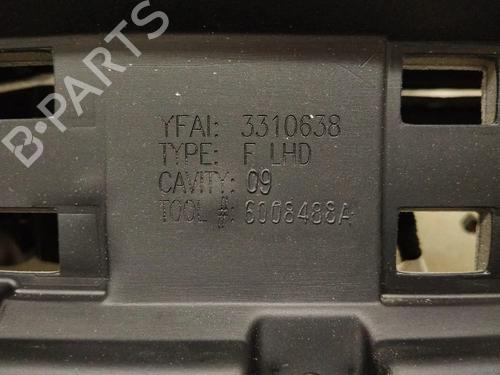 B-PARTS
YFAI: 3310638
TYPE: F LHD
CAVITY: 09
TOOL #: 6008488A